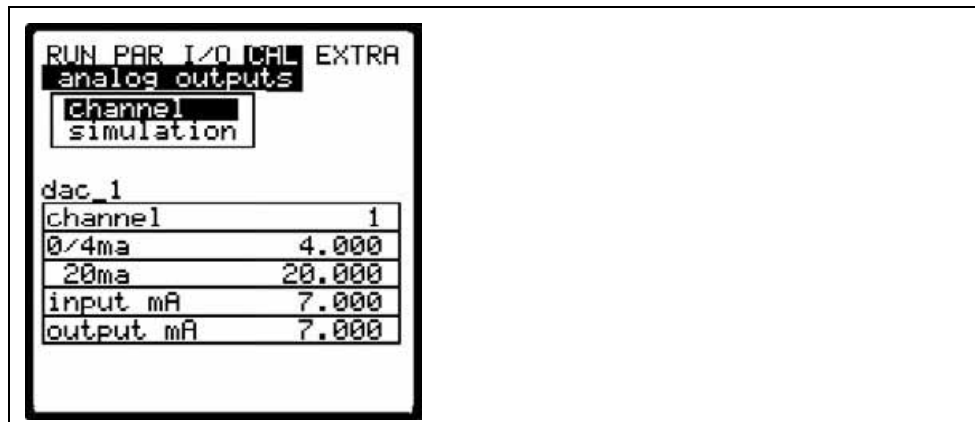 RUN PAR I/O CAL EXTRA
analog outputs
channel
simulation
dac_1
channel 1
0/4ma 4.000
20ma 20.000
input mA 7.000
output mA 7.000